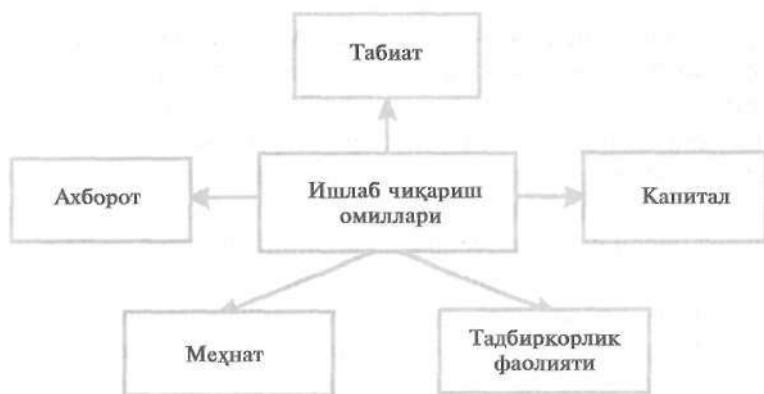 Табиат
Ахборот
Ишлаб чиқариш
омиллари
Капитал
Меҳнат
Тадбиркорлик
фаолияти